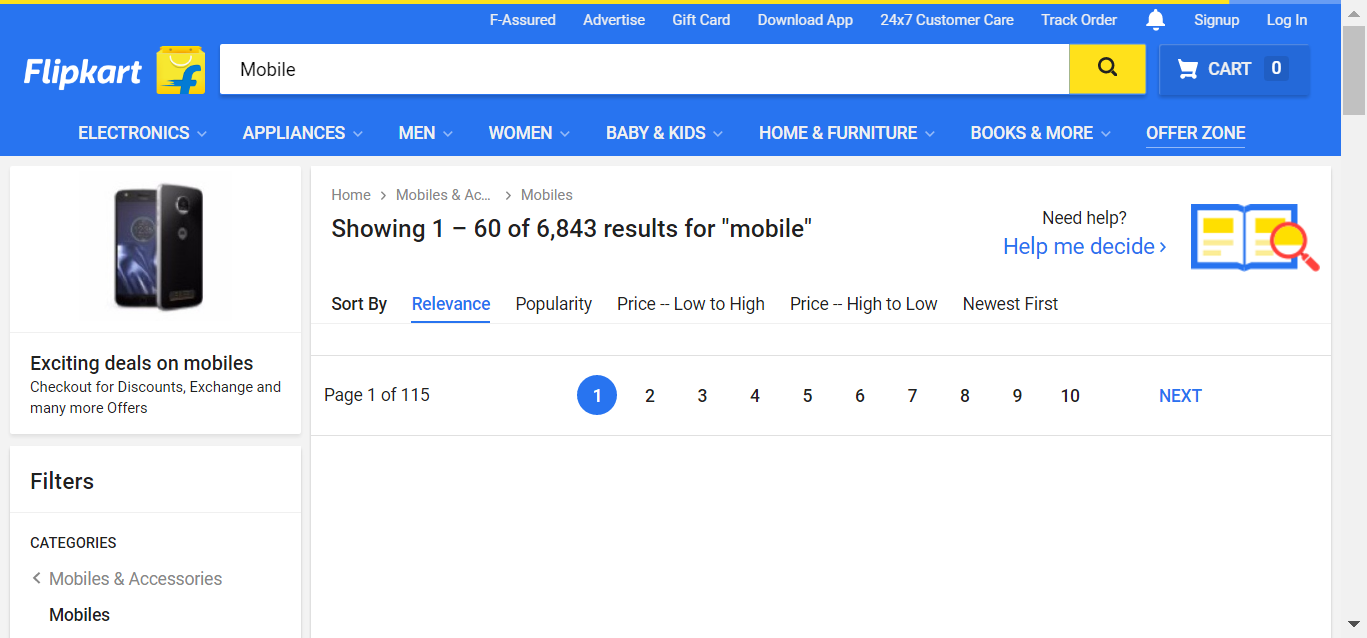 F-Assured Advertise Gift Card Download App 24x7 Customer Care Track Order Signup Log In
Flipkart Mobile CART 0
ELECTRONICS APPLIANCES MEN WOMEN BABY & KIDS HOME & FURNITURE BOOKS & MORE OFFER ZONE
Exciting deals on mobiles
Checkout for Discounts, Exchange and
many more Offers
Filters
CATEGORIES
Mobiles & Accessories
Mobiles
Home > Mobiles & Ac... > Mobiles
Showing 1 – 60 of 6,843 results for "mobile"
Need help?
Help me decide ›
Sort By Relevance Popularity Price -- Low to High Price -- High to Low Newest First
Page 1 of 115 1 2 3 4 5 6 7 8 9 10 NEXT